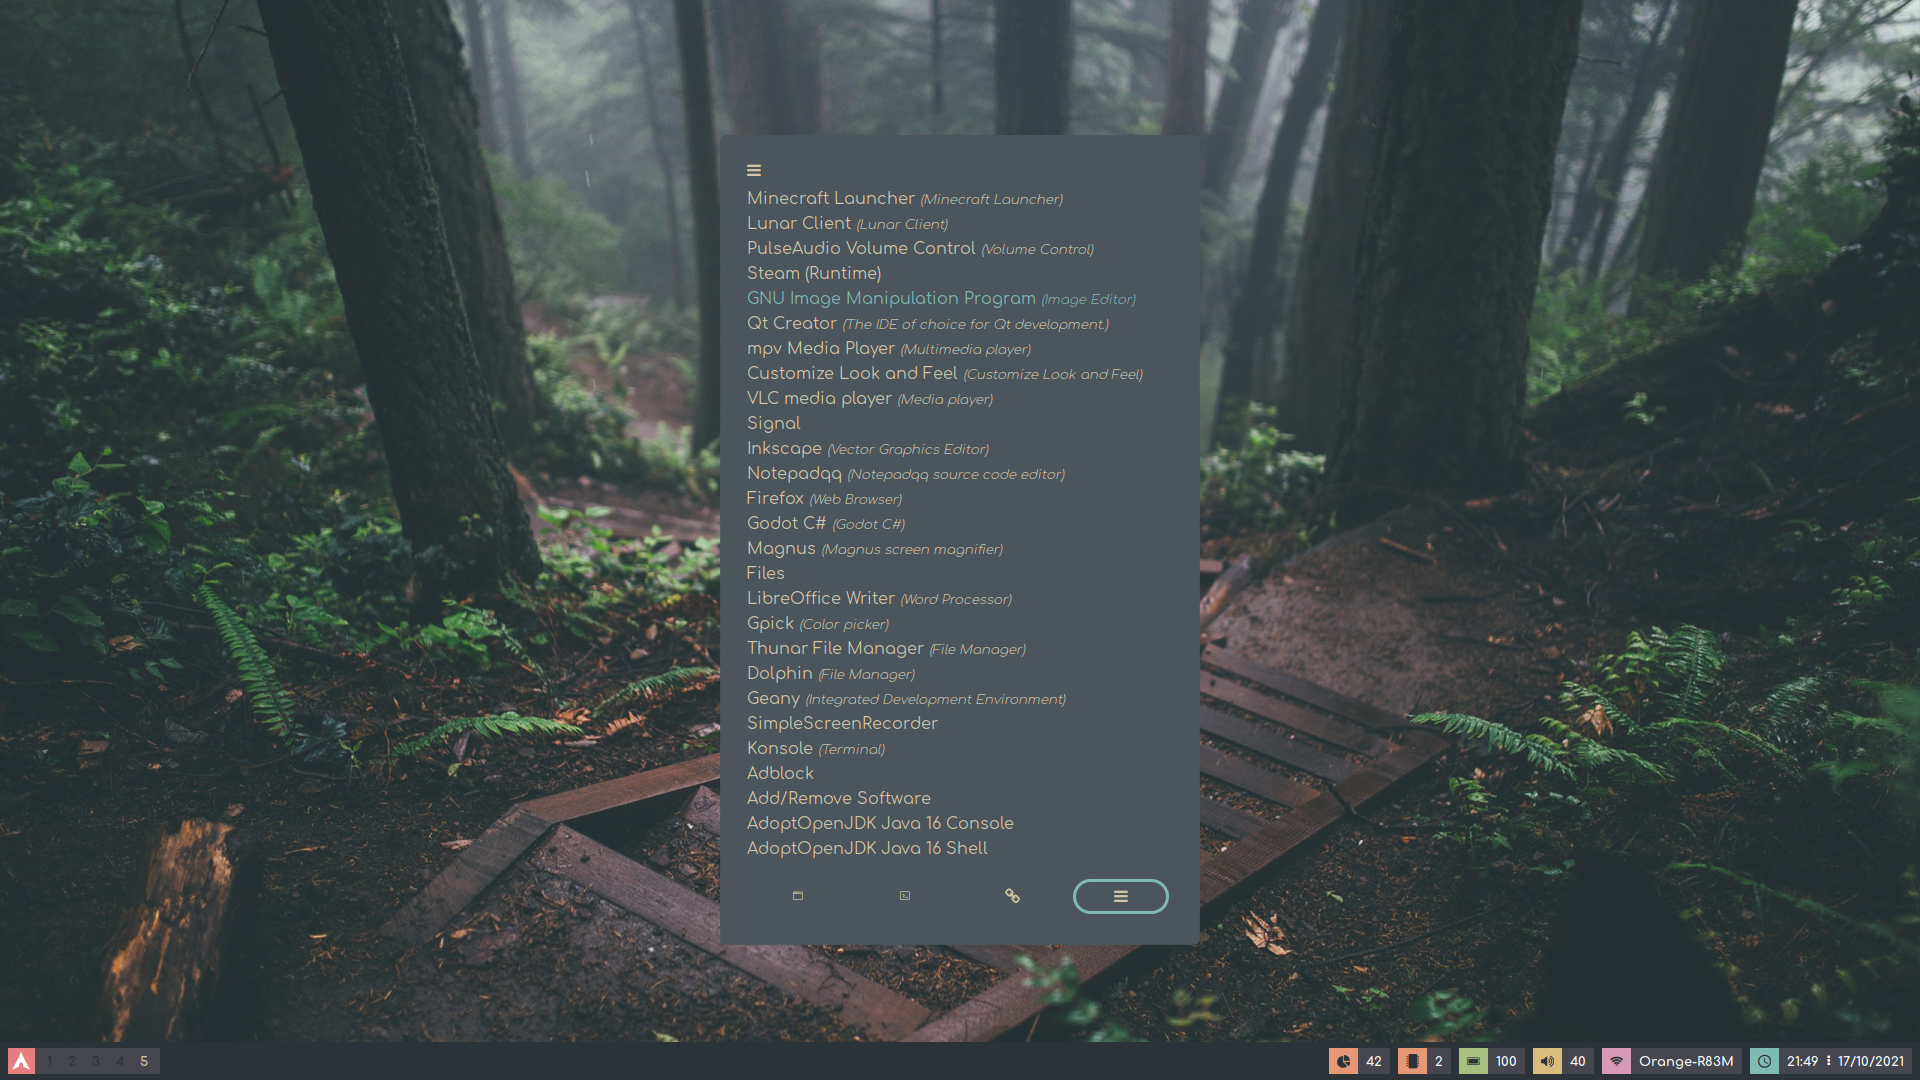 Minecraft Launcher (Minecraft Launcher)
Lunar Client (Lunar Client)
PulseAudio Volume Control (Volume Control)
Steam (Runtime)
GNU Image Manipulation Program (Image Editor)
Qt Creator (The IDE of choice for Qt development.)
mpv Media Player (Multimedia player)
Customize Look and Feel (Customize Look and Feel)
VLC media player (Media player)
Signal
Inkscape (Vector Graphics Editor)
Notepadqq (Notepadqq source code editor)
Firefox (Web Browser)
Godot C# (Godot C#)
Magnus (Magnus screen magnifier)
Files
LibreOffice Writer (Word Processor)
Gpick (Color picker)
Thunar File Manager (File Manager)
Dolphin (File Manager)
Geany (Integrated Development Environment)
SimpleScreenRecorder
Konsole (Terminal)
Adblock
Add/Remove Software
AdoptOpenJDK Java 16 Console
AdoptOpenJDK Java 16 Shell
1 2 3 4 5 42 2 100 40 Orange-R83M 21:49 17/10/2021